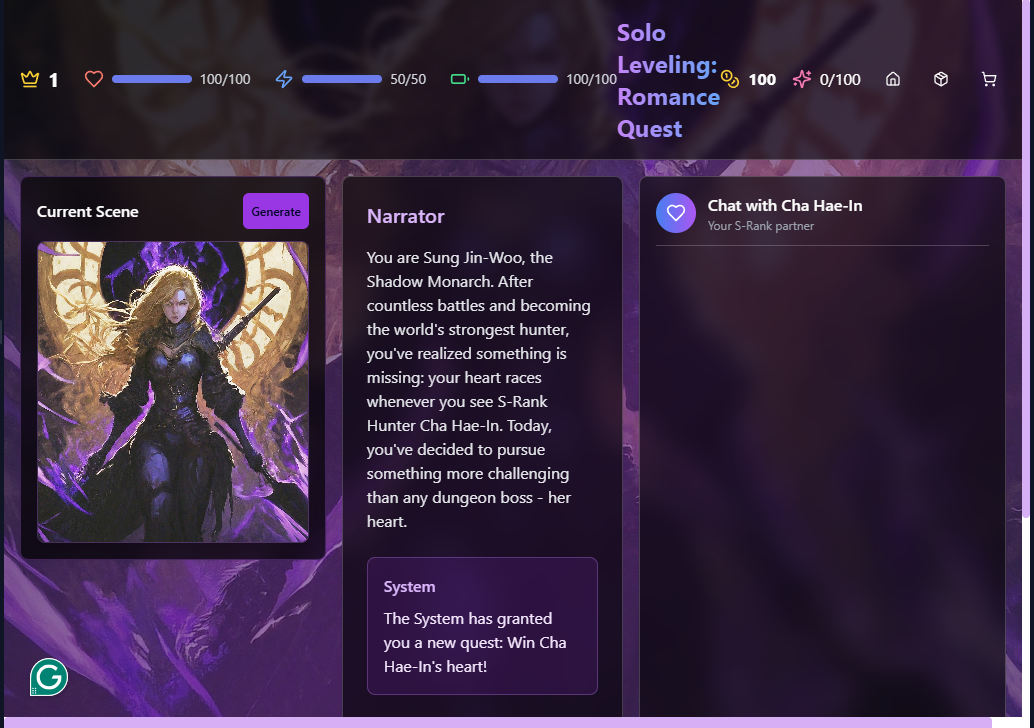 1
100/100
50/50
100/100
Solo
Leveling:
Romance
Quest
100
0/100
Current Scene
Generate
Narrator
You are Sung Jin-Woo, the
Shadow Monarch. After
countless battles and becoming
the world's strongest hunter,
you've realized something is
missing: your heart races
whenever you see S-Rank
Hunter Cha Hae-In. Today,
you've decided to pursue
something more challenging
than any dungeon boss - her
heart.
System
The System has granted
you a new quest: Win Cha
Hae-In's heart!
Chat with Cha Hae-In
Your S-Rank partner
G